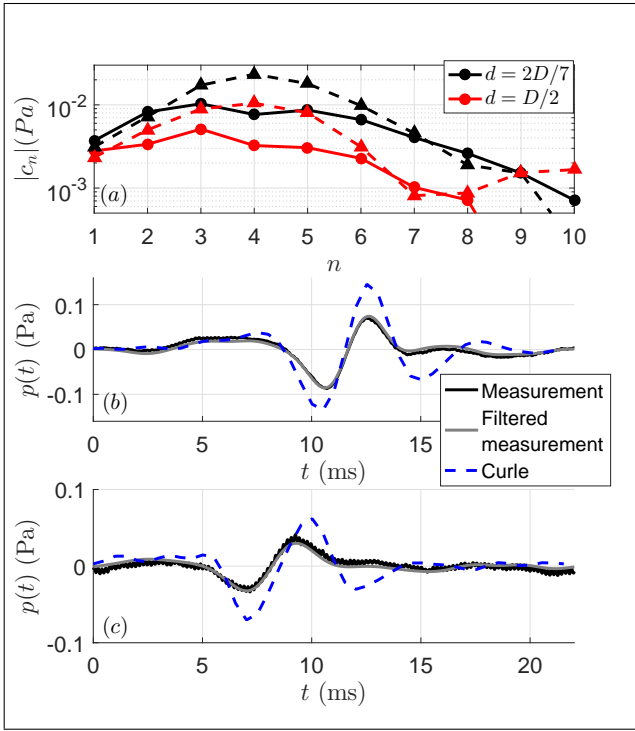 |c_n|(Pa)
10^{-2}
10^{-3}
d = 2D/7
d = D/2
(a)
1 2 3 4 5 6 7 8 9 10
n
p(t) (Pa)
0.1
0
-0.1
(b)
0 5 10 15
t (ms)
Measurement
Filtered
measurement
Curle
p(t) (Pa)
0.1
0
-0.1
(c)
0 5 10 15 20
t (ms)